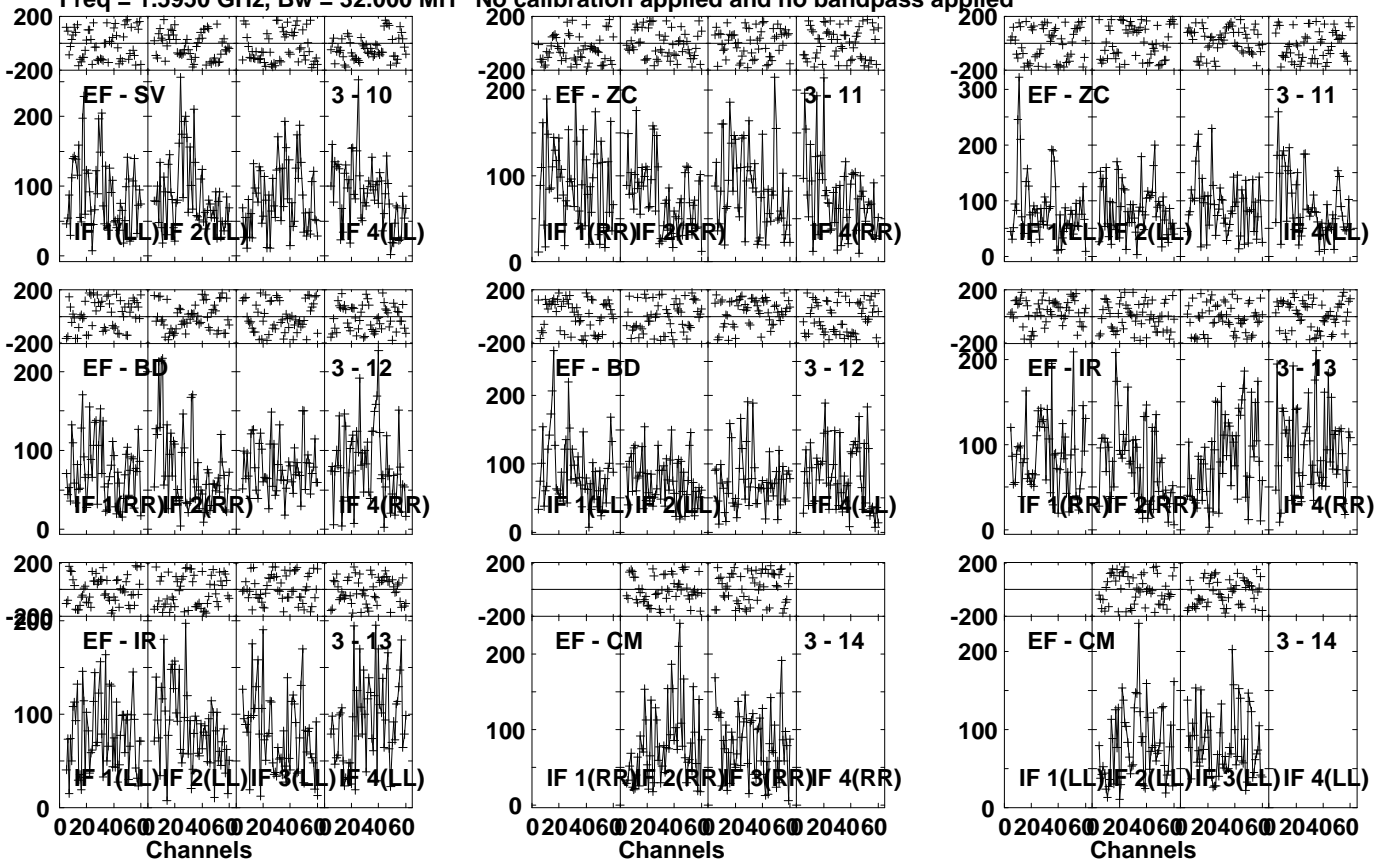 Freq = 1.5950 GHz, Bw = 32.000 MH No calibration applied and no bandpass applied
200 200 200
-200 -200 -200
EF - SV 3 - 10 EF - ZC 3 - 11 EF - ZC 3 - 11
200 200 300
100 150 200
0 100 100
50 0
0
IF 1(LL) IF 2(LL) IF 4(LL) IF 1(RR) IF 2(RR) IF 4(RR) IF 1(LL) IF 2(LL) IF 4(LL)
200 200 200
-200 -200 -200
EF - BD 3 - 12 EF - BD 3 - 12 EF - IR 3 - 13
200 200 200
100 100 100
IF 1(RR) IF 2(RR) IF 4(RR) IF 1(LL) IF 2(LL) IF 4(LL) IF 1(RR) IF 2(RR) IF 4(RR)
0 0 0
200 200 200
-200 -200 -200
200
EF - IR 3 - 13 EF - CM 3 - 14 EF - CM 3 - 14
200 200
100 100 100
IF 1(LL) IF 2(LL) IF 3(LL) IF 4(LL) IF 1(RR) IF 2(RR) IF 3(RR) IF 4(RR) IF 1(LL) IF 2(LL) IF 3(LL) IF 4(LL)
0 0 0
0 20 40 60 0 20 40 60 0 20 40 60 0 20 40 60 0 20 40 60 0 20 40 60 0 20 40 60 0 20 40 60 0 20 40 60 0 20 40 60 0 20 40 60 0 20 40 60
Channels Channels Channels